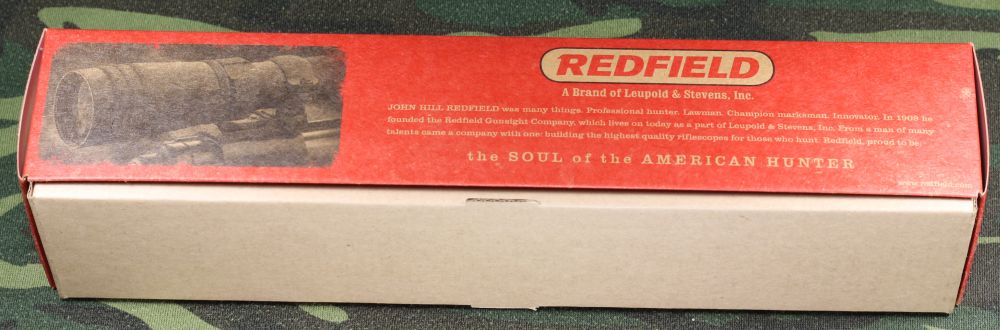 REDFIELD
A Brand of Leupold & Stevens, Inc.
JOHN HILL REDFIELD was many things. Professional hunter. Lawman. Champion marksman. Innovator. In 1909 he
founded the Redfield Gunsight Company, which lives on today as a part of Leupold & Stevens, Inc. From a man of many
talents came a company with one: building the highest quality riflescopes for those who hunt. Redfield, proud to be:
the SOUL of the AMERICAN HUNTER
www.redfield.com